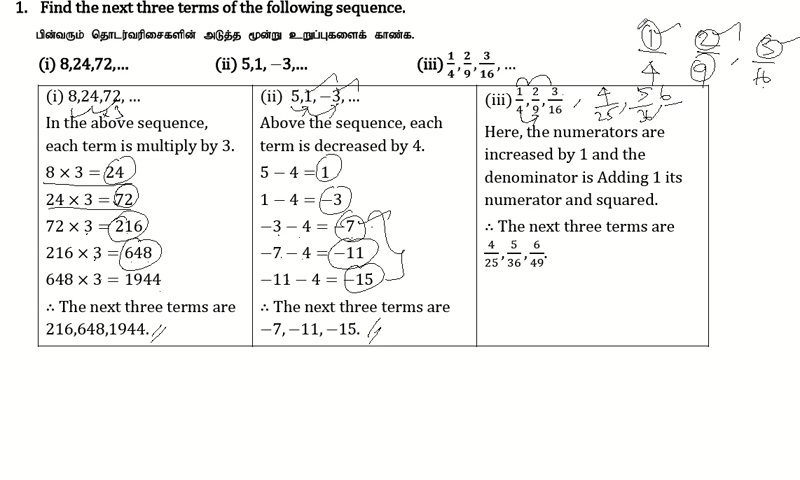 1. Find the next three terms of the following sequence.
பின்வரும் தொடர்வரிசைகளின் அடுத்த மூன்று உறுப்புகளைக் காண்க.
(i) 8,24,72,... (ii) 5,1, −3,... (iii) 1/4, 2/9, 3/16, ...
1/4 2/9, 3/16
(i) 8,24,72, ...
×3
In the above sequence,
each term is multiply by 3.
8 × 3 = 24
24 × 3 = 72
72 × 3 = 216
216 × 3 = 648
648 × 3 = 1944
∴ The next three terms are
216,648,1944.
(ii) 5,1, −3, ...
Above the sequence, each
term is decreased by 4.
5 − 4 = 1
1 − 4 = −3
−3 − 4 = −7
−7 − 4 = −11
−11 − 4 = −15
∴ The next three terms are
−7, −11, −15.
(iii) 1/4, 2/9, 3/16, 4/25, 5/36, 6
Here, the numerators are
increased by 1 and the
denominator is Adding 1 its
numerator and squared.
∴ The next three terms are
4/25, 5/36, 6/49.